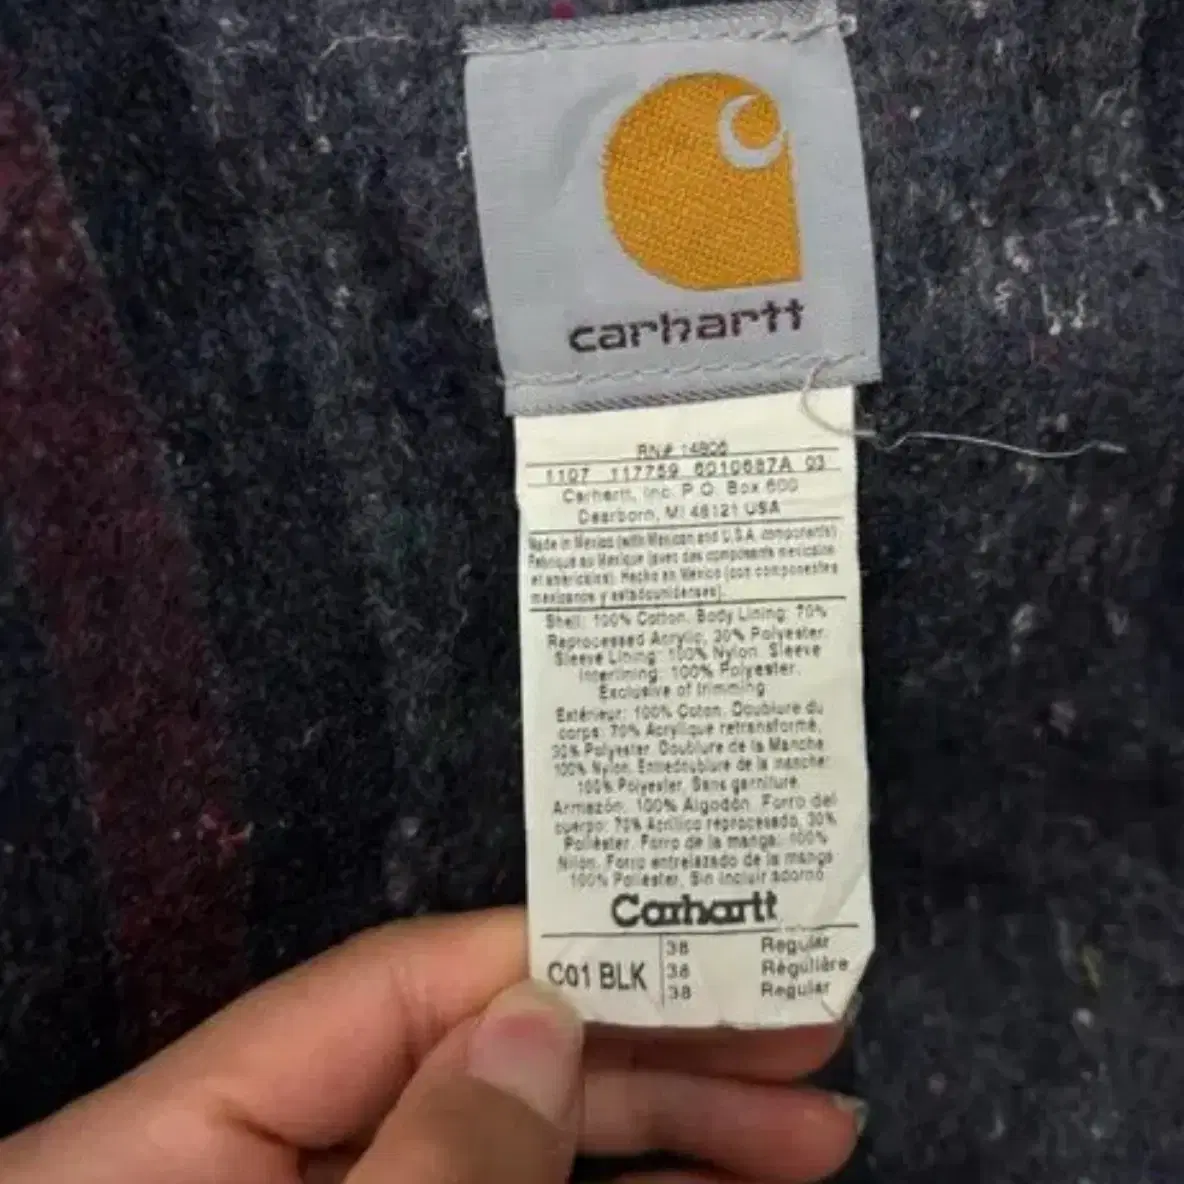 carhartt
RN# 14806
1107 117759 6010687A 03
Carhartt, Inc. P.O. Box 600
Dearborn, MI 48121 USA
Made in Mexico (with Mexican and U.S.A. components)
Fabriqué au Mexique (avec des composants mexicains
et américains). Hecho en México (con componentes
mexicanos y estadounidenses).
Shell: 100% Cotton. Body Lining: 70%
Reprocessed Acrylic, 30% Polyester.
Sleeve Lining: 100% Nylon. Sleeve
Interlining: 100% Polyester.
Exclusive of trimming
Extérieur: 100% Coton. Doublure du
corps: 70% Acrylique retransformé,
30% Polyester. Doublure de la Manche
100% Nylon. Entredoublure de la manche:
100% Polyester. Sans garniture.
Armazón: 100% Algodón. Forro del
cuerpo: 70% Acrílico reprocesado, 30%
Poliéster. Forro de la manga: 100%
Nilón. Forro entrelazado de la manga
100% Poliester. Sin incluir adorno
Carhartt
C01 BLK
38 Regular
38 Régulière
38 Regular